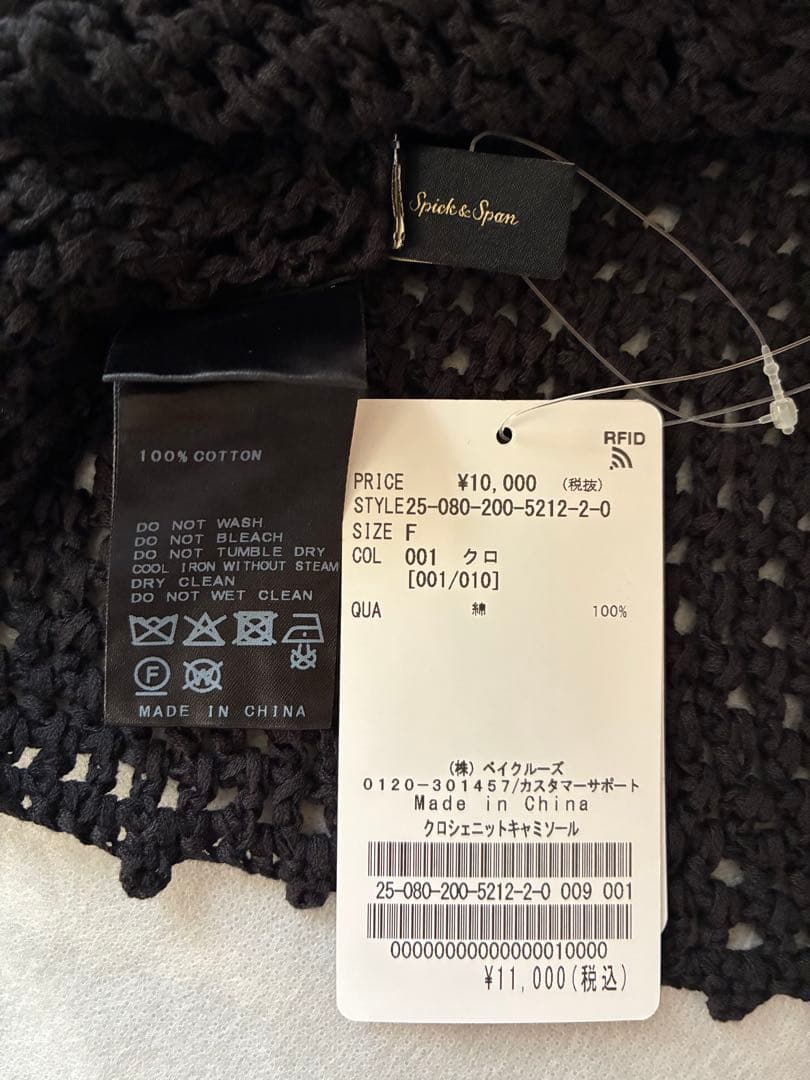 Spick & Span
100% COTTON
DO NOT WASH
DO NOT BLEACH
DO NOT TUMBLE DRY
COOL IRON WITHOUT STEAM
DRY CLEAN
DO NOT WET CLEAN
F
W
MADE IN CHINA
RFID
PRICE ¥10,000 (税抜)
STYLE25-080-200-5212-2-0
SIZE F
COL 001 クロ
[001/010]
QUA 綿 100%
(株) ベイクルーズ
0120-301457/カスタマーサポート
Made in China
クロシェニットキャミソール
25-080-200-5212-2-0 009 001
00000000000000010000
¥11,000(税込)